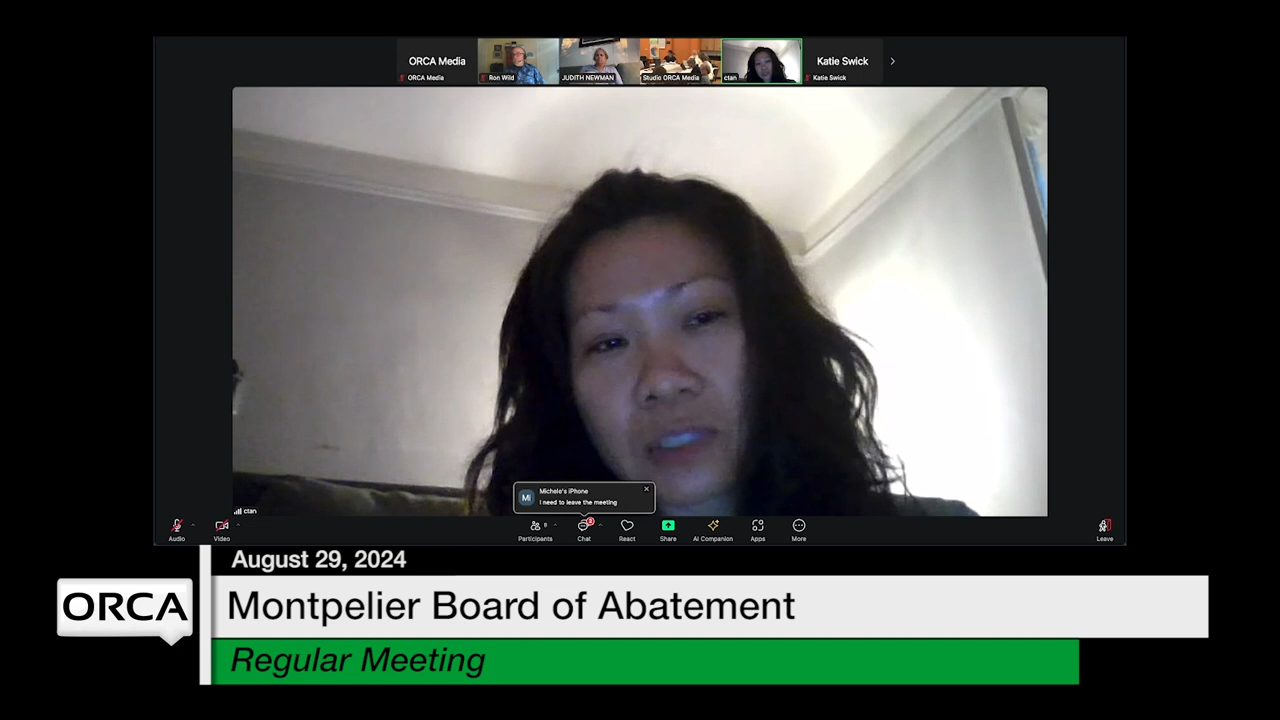 ORCA Media
Katie Swick
ORCA Media
Ron Wild
JUDITH NEWMAN
Studio ORCA Media
ctan
Katie Swick
MI
Michele's iPhone
I need to leave the meeting
ctan
Audio
Video
Participants
8
Chat
React
Share
AI Companion
Apps
More
Leave
August 29, 2024
ORCA
Montpelier Board of Abatement
Regular Meeting